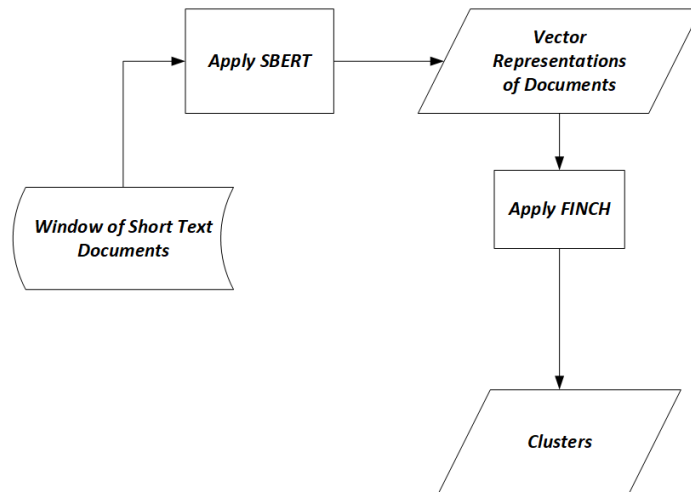 Apply SBERT
Vector
Representations
of Documents
Window of Short Text
Documents
Apply FINCH
Clusters